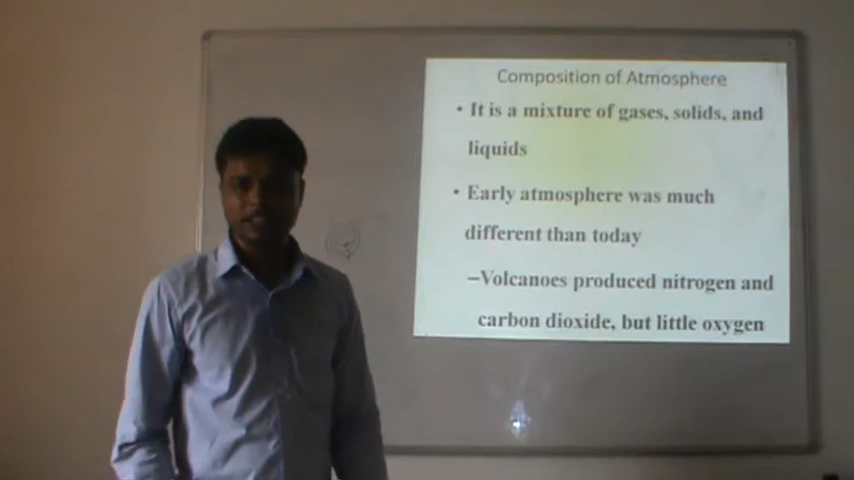 Composition of Atmosphere
• It is a mixture of gases, solids, and
liquids
• Early atmosphere was much
different than today
–Volcanoes produced nitrogen and
carbon dioxide, but little oxygen